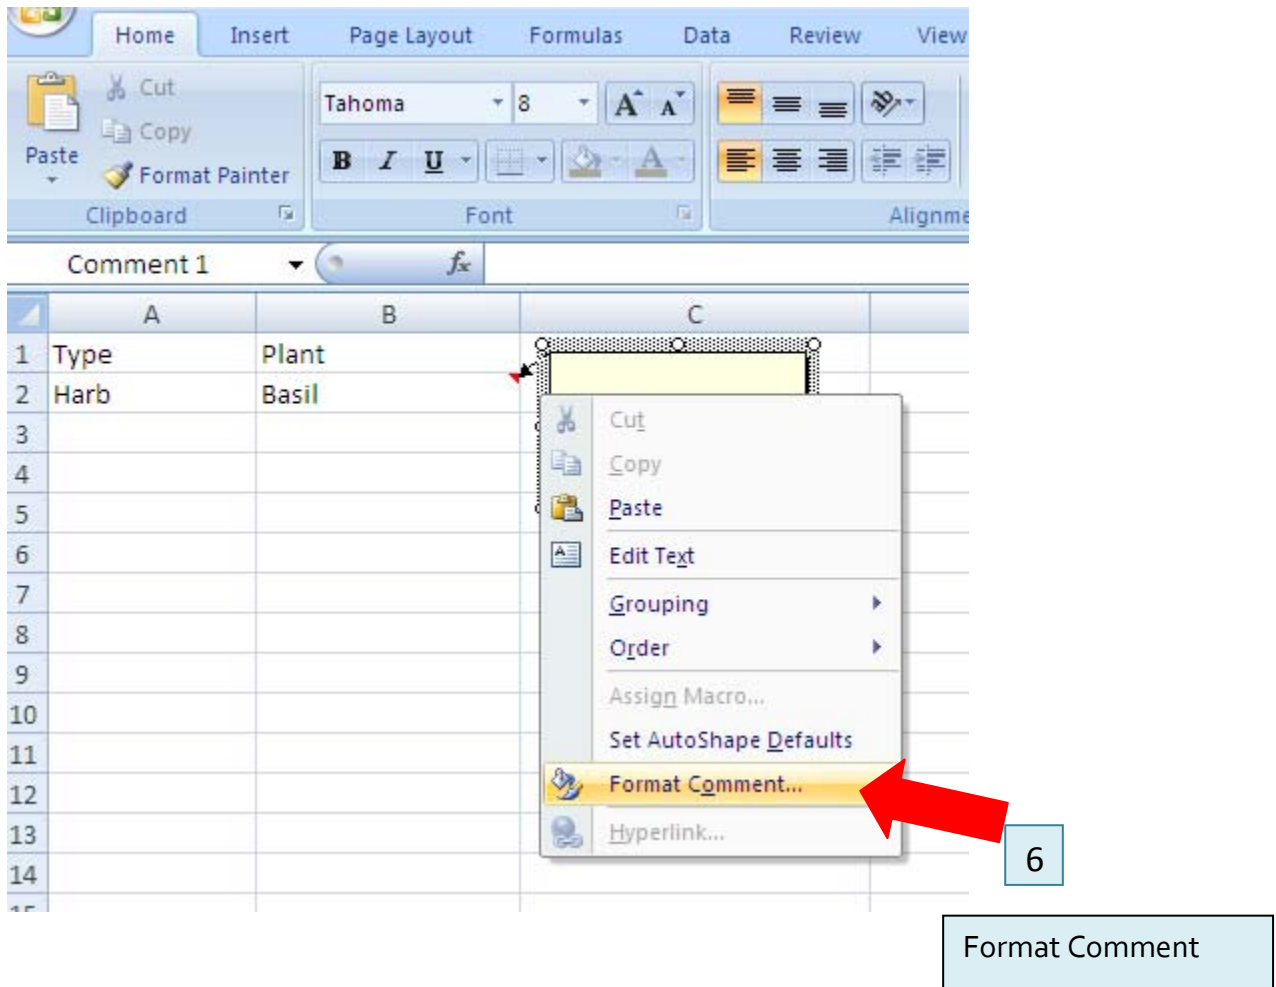 Home Insert Page Layout Formulas Data Review View
Cut
Copy
Paste
Format Painter
Clipboard
Tahoma 8 A A
B I U A
Font
Alignme
Comment 1 fx
A B C
1 Type Plant
2 Harb Basil
3
4
5
6
7
8
9
10
11
12
13
14
Cut
Copy
Paste
Edit Text
Grouping
Order
Assign Macro...
Set AutoShape Defaults
Format Comment...
Hyperlink...
6
Format Comment